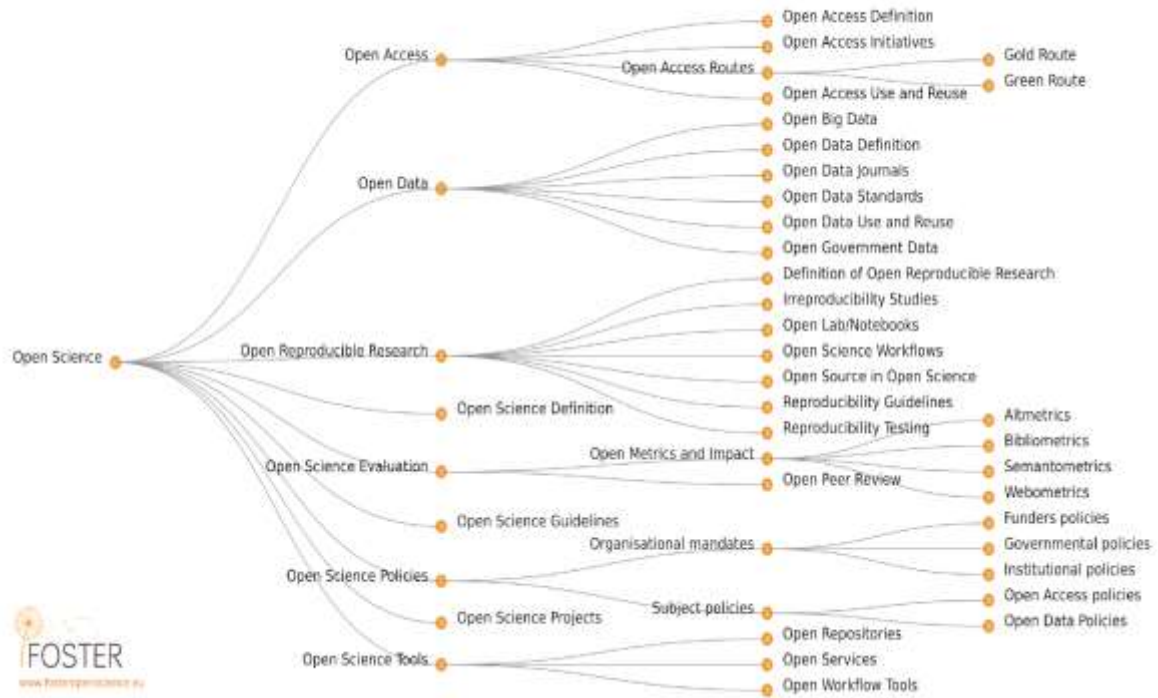 Open Science
Open Access
Open Access Definition
Open Access Initiatives
Open Access Routes
Gold Route
Green Route
Open Access Use and Reuse
Open Data
Open Big Data
Open Data Definition
Open Data Journals
Open Data Standards
Open Data Use and Reuse
Open Government Data
Open Reproducible Research
Definition of Open Reproducible Research
Irreproducibility Studies
Open Lab/Notebooks
Open Science Workflows
Open Source in Open Science
Reproducibility Guidelines
Reproducibility Testing
Open Science Definition
Open Science Evaluation
Open Metrics and Impact
Altmetrics
Bibliometrics
Semantometrics
Webometrics
Open Peer Review
Open Science Guidelines
Open Science Policies
Organisational mandates
Funders policies
Governmental policies
Institutional policies
Subject policies
Open Access policies
Open Data Policies
Open Science Projects
Open Science Tools
Open Repositories
Open Services
Open Workflow Tools
FOSTER
www.fosteropenscience.eu